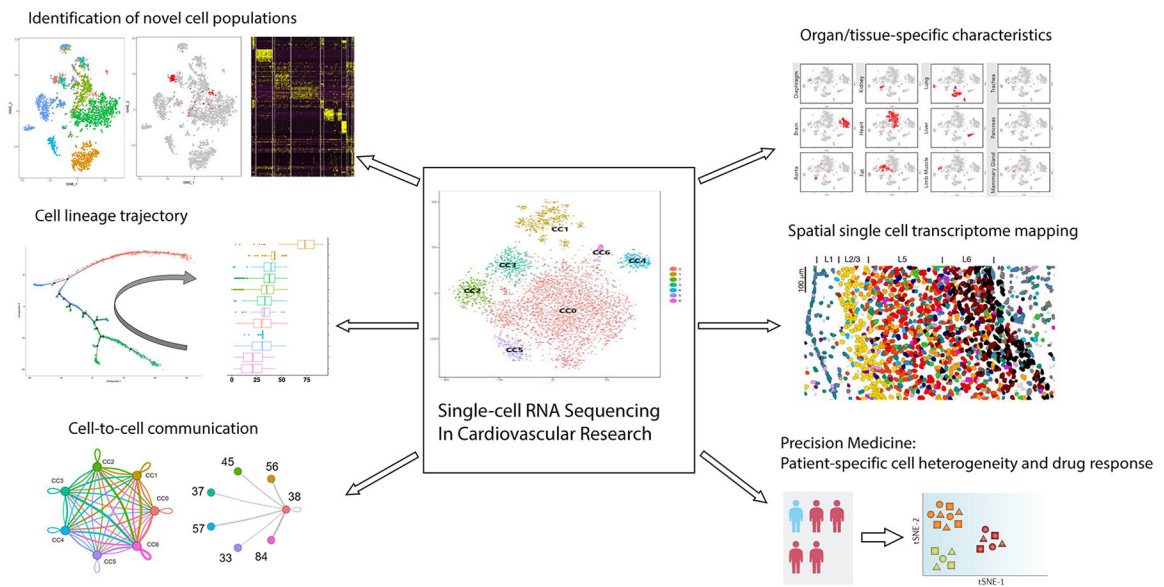 Identification of novel cell populations
Organ/tissue-specific characteristics
Diaphragm
Kidney
Lung
Trachea
Brain
Heart
Liver
Pancreas
Aorta
Fat
Limb Muscle
Mammary Gland
Cell lineage trajectory
0 25 50 75
CC1
CC6
CC3
CC4
CC2
CC0
CC5
Single-cell RNA Sequencing
In Cardiovascular Research
Spatial single cell transcriptome mapping
L1 L2/3 L5 L6
100 µm
Cell-to-cell communication
CC2
CC1
CC3
CC0
CC4
CC6
CC5
45
56
37
38
57
33
84
Precision Medicine:
Patient-specific cell heterogeneity and drug response
tSNE-2
tSNE-1